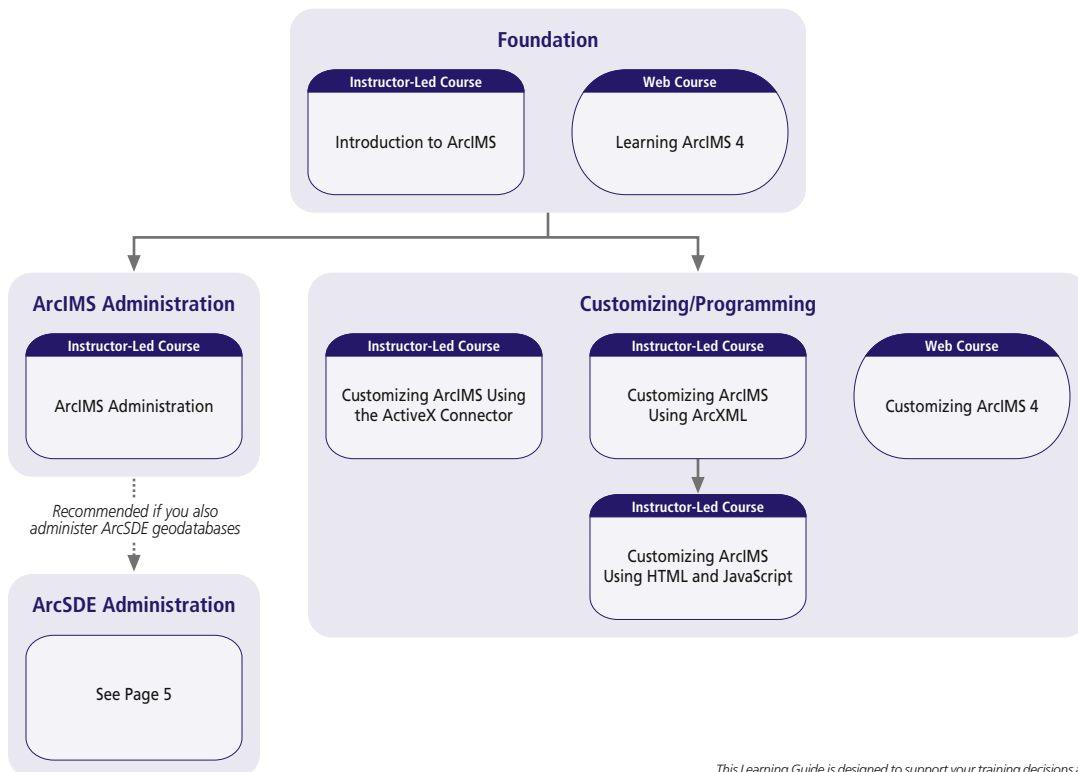 Foundation
Instructor-Led Course
Introduction to ArcIMS
Web Course
Learning ArcIMS 4
ArcIMS Administration
Instructor-Led Course
ArcIMS Administration
Recommended if you also
administer ArcSDE geodatabases
ArcSDE Administration
See Page 5
Customizing/Programming
Instructor-Led Course
Customizing ArcIMS Using
the ActiveX Connector
Instructor-Led Course
Customizing ArcIMS
Using ArcXML
Web Course
Customizing ArcIMS 4
Instructor-Led Course
Customizing ArcIMS
Using HTML and JavaScript
This Learning Guide is designed to support your training decisions